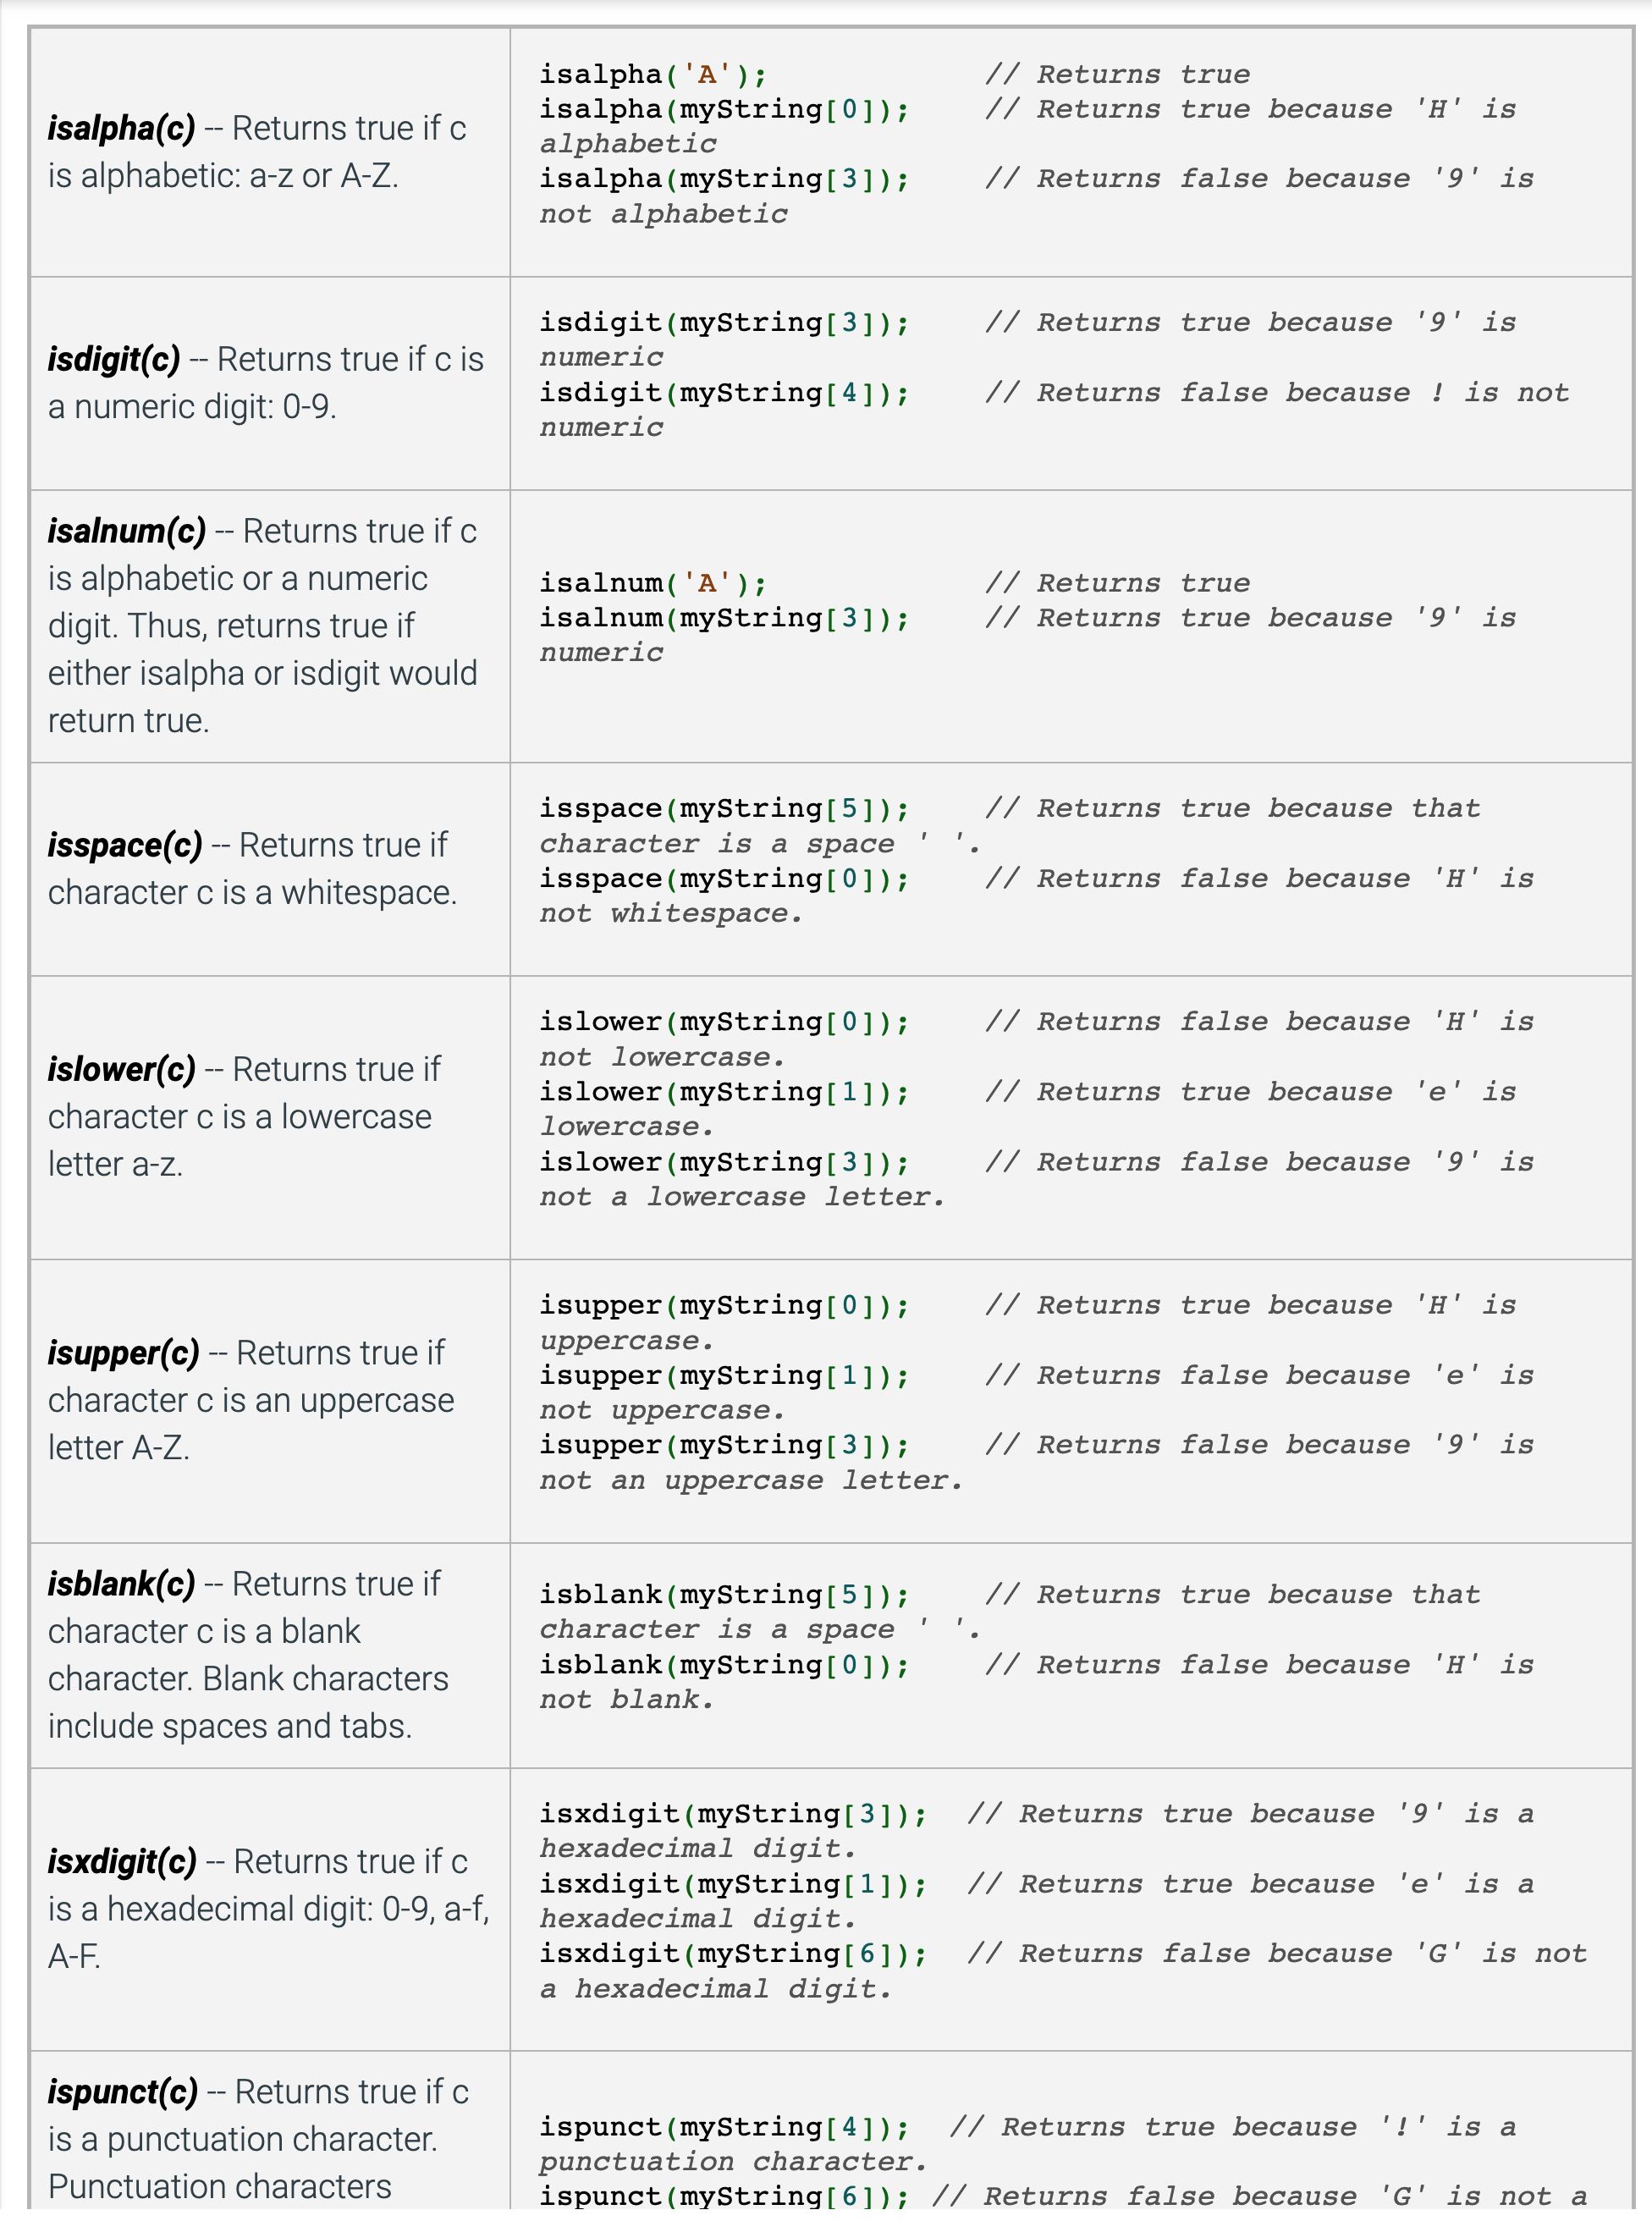 isalpha(c) -- Returns true if c
is alphabetic: a-z or A-Z.
isalpha('A');             // Returns true
isalpha(myString[0]);     // Returns true because 'H' is
alphabetic
isalpha(myString[3]);     // Returns false because '9' is
not alphabetic
isdigit(c) -- Returns true if c is
a numeric digit: 0-9.
isdigit(myString[3]);     // Returns true because '9' is
numeric
isdigit(myString[4]);     // Returns false because ! is not
numeric
isalnum(c) -- Returns true if c
is alphabetic or a numeric
digit. Thus, returns true if
either isalpha or isdigit would
return true.
isalnum('A');             // Returns true
isalnum(myString[3]);     // Returns true because '9' is
numeric
isspace(c) -- Returns true if
character c is a whitespace.
isspace(myString[5]);     // Returns true because that
character is a space ' '.
isspace(myString[0]);     // Returns false because 'H' is
not whitespace.
islower(c) -- Returns true if
character c is a lowercase
letter a-z.
islower(myString[0]);     // Returns false because 'H' is
not lowercase.
islower(myString[1]);     // Returns true because 'e' is
lowercase.
islower(myString[3]);     // Returns false because '9' is
not a lowercase letter.
isupper(c) -- Returns true if
character c is an uppercase
letter A-Z.
isupper(myString[0]);     // Returns true because 'H' is
uppercase.
isupper(myString[1]);     // Returns false because 'e' is
not uppercase.
isupper(myString[3]);     // Returns false because '9' is
not an uppercase letter.
isblank(c) -- Returns true if
character c is a blank
character. Blank characters
include spaces and tabs.
isblank(myString[5]);     // Returns true because that
character is a space ' '.
isblank(myString[0]);     // Returns false because 'H' is
not blank.
isxdigit(c) -- Returns true if c
is a hexadecimal digit: 0-9, a-f,
A-F.
isxdigit(myString[3]);  // Returns true because '9' is a
hexadecimal digit.
isxdigit(myString[1]);  // Returns true because 'e' is a
hexadecimal digit.
isxdigit(myString[6]);  // Returns false because 'G' is not
a hexadecimal digit.
ispunct(c) -- Returns true if c
is a punctuation character.
Punctuation characters
ispunct(myString[4]);  // Returns true because '!' is a
punctuation character.
ispunct(myString[6]); // Returns false because 'G' is not a